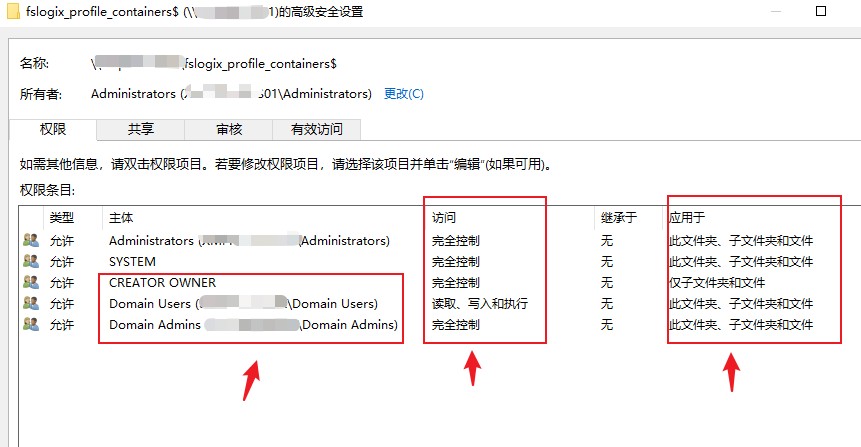 fslogix_profile_containers$ (\\ 1)的高级安全设置
名称: \ fslogix_profile_containers$
所有者: Administrators ( S01\Administrators) 更改(C)
权限 共享 审核 有效访问
如需其他信息，请双击权限项目。若要修改权限项目，请选择该项目并单击"编辑"(如果可用)。
权限条目:
类型 主体 访问 继承于 应用于
允许 Administrators ( \Administrators) 完全控制 无 此文件夹、子文件夹和文件
允许 SYSTEM 完全控制 无 此文件夹、子文件夹和文件
允许 CREATOR OWNER 完全控制 无 仅子文件夹和文件
允许 Domain Users ( \Domain Users) 读取、写入和执行 无 此文件夹、子文件夹和文件
允许 Domain Admins \Domain Admins) 完全控制 无 此文件夹、子文件夹和文件